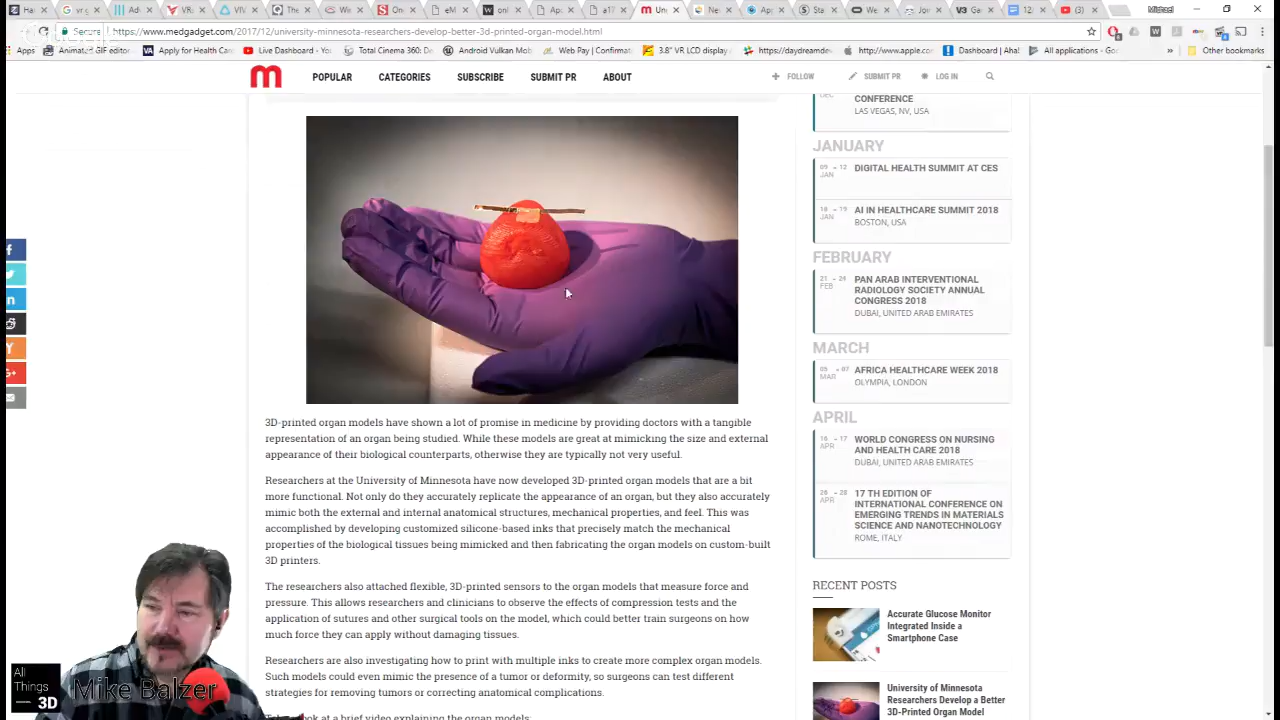 Secure
https://www.medgadget.com/2017/12/university-minnesota-researchers-develop-better-3d-printed-organ-model.html
Michael
Apps
Animated.GIF edit
VA Apply for Health Car
Live Dashboard - You
Total Cinema 360: De
Android Vulkan Mob
Web Pay | CommunityA
3.8" VR LCD display
https://daydreamde
http://www.apple.co
Download | Dashboard
All applications - Go
Other bookmarks
m
POPULAR CATEGORIES SUBSCRIBE SUBMIT PR ABOUT
FOLLOW SUBMIT PR LOG IN
3D-printed organ models have shown a lot of promise in medicine by providing doctors with a tangible
representation of an organ being studied. While these models are great at mimicking the size and external
appearance of their biological counterparts, otherwise they are typically not very useful.
Researchers at the University of Minnesota have now developed 3D-printed organ models that are a bit
more functional. Not only do they accurately replicate the appearance of an organ, but they also accurately
mimic both the external and internal anatomical structures, mechanical properties, and feel. This was
accomplished by developing customized silicone-based inks that precisely match the mechanical
properties of the biological tissues being mimicked and then fabricating the organ models on custom-built
3D printers.
The researchers also attached flexible, 3D-printed sensors to the organ models that measure force and
pressure. This allows researchers and clinicians to observe the effects of compression tests and the
application of sutures and other surgical tools on the model, which could better train surgeons on how
much force they can apply without damaging tissues.
Researchers are also investigating how to print with multiple inks to create more complex organ models.
Such models could even mimic the presence of a tumor or deformity, so surgeons can test different
strategies for removing tumors or correcting anatomical complications.
look at a brief video explaining the organ models:
DEC
CONFERENCE
LAS VEGAS, NV, USA
JANUARY
09 - 12
JAN
DIGITAL HEALTH SUMMIT AT CES
JAN
AI IN HEALTHCARE SUMMIT 2018
BOSTON, USA
FEBRUARY
21 - 24
FEB
PAN ARAB INTERVENTIONAL
RADIOLOGY SOCIETY ANNUAL
CONGRESS 2018
DUBAI, UNITED ARAB EMIRATES
MARCH
05 - 07
MAR
AFRICA HEALTHCARE WEEK 2018
OLYMPIA, LONDON
APRIL
16 - 17
APR
WORLD CONGRESS ON NURSING
AND HEALTH CARE 2018
DUBAI, UNITED ARAB EMIRATES
26 - 28
APR
17 TH EDITION OF
INTERNATIONAL CONFERENCE ON
EMERGING TRENDS IN MATERIALS
SCIENCE AND NANOTECHNOLOGY
ROME, ITALY
RECENT POSTS
Accurate Glucose Monitor
Integrated Inside a
Smartphone Case
University of Minnesota
Researchers Develop a Better
3D-Printed Organ Model
All
Things
3D
Mike Balzer